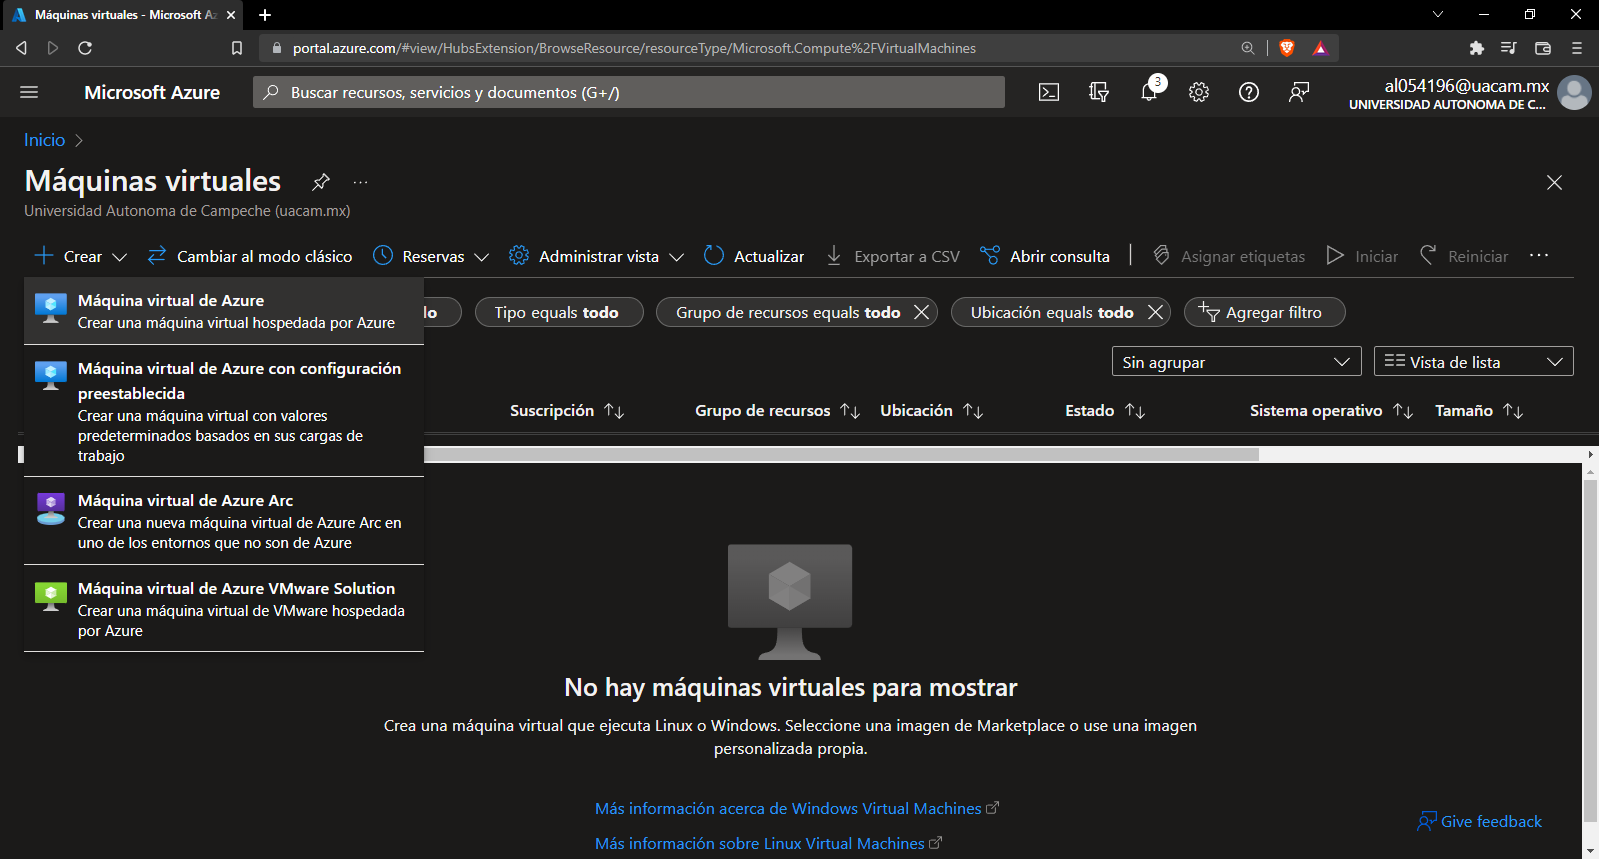 Máquinas virtuales - Microsoft Az
portal.azure.com/#view/HubsExtension/BrowseResource/resourceType/Microsoft.Compute%2FVirtualMachines
Microsoft Azure
Buscar recursos, servicios y documentos (G+/)
3
al054196@uacam.mx
UNIVERSIDAD AUTONOMA DE C...
Inicio
Máquinas virtuales
Universidad Autonoma de Campeche (uacam.mx)
Crear
Cambiar al modo clásico
Reservas
Administrar vista
Actualizar
Exportar a CSV
Abrir consulta
Asignar etiquetas
Iniciar
Reiniciar
Máquina virtual de Azure
Crear una máquina virtual hospedada por Azure
Máquina virtual de Azure con configuración
preestablecida
Crear una máquina virtual con valores
predeterminados basados en sus cargas de
trabajo
Máquina virtual de Azure Arc
Crear una nueva máquina virtual de Azure Arc en
uno de los entornos que no son de Azure
Máquina virtual de Azure VMware Solution
Crear una máquina virtual de VMware hospedada
por Azure
do
Tipo equals todo
Grupo de recursos equals todo
Ubicación equals todo
Agregar filtro
Sin agrupar
Vista de lista
Suscripción
Grupo de recursos
Ubicación
Estado
Sistema operativo
Tamaño
No hay máquinas virtuales para mostrar
Crea una máquina virtual que ejecuta Linux o Windows. Seleccione una imagen de Marketplace o use una imagen
personalizada propia.
Más información acerca de Windows Virtual Machines
Más información sobre Linux Virtual Machines
Give feedback